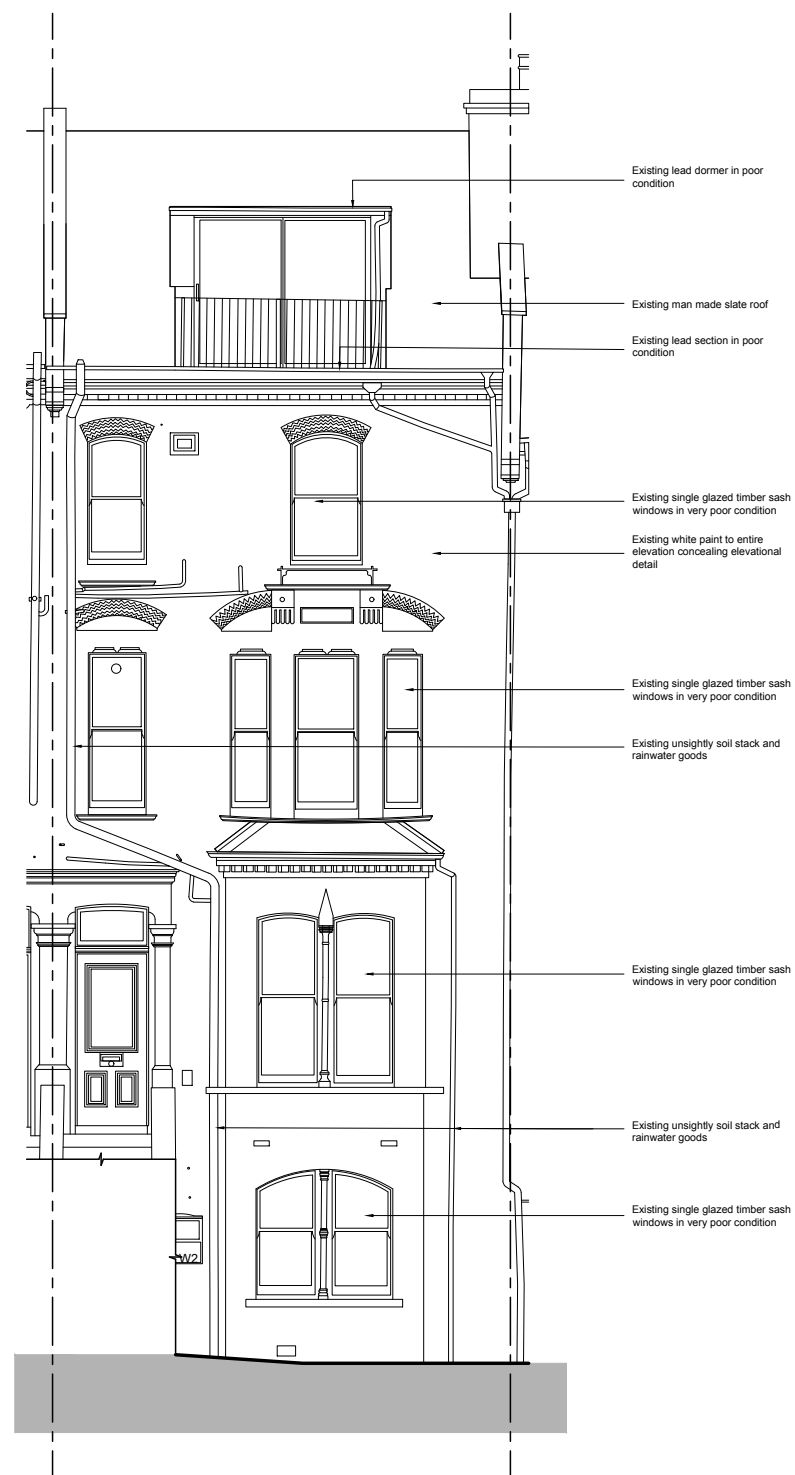 Existing lead dormer in poor
condition
Existing man made slate roof
Existing lead section in poor
condition
Existing single glazed timber sash
windows in very poor condition
Existing white paint to entire
elevation concealing elevational
detail
Existing single glazed timber sash
windows in very poor condition
Existing unsightly soil stack and
rainwater goods
Existing single glazed timber sash
windows in very poor condition
Existing unsightly soil stack and
rainwater goods
Existing single glazed timber sash
windows in very poor condition
W2